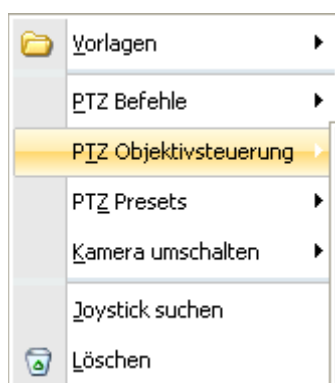 Vorlagen
PTZ Befehle
PTZ Objektivsteuerung
PTZ Presets
Kamera umschalten
Joystick suchen
Löschen